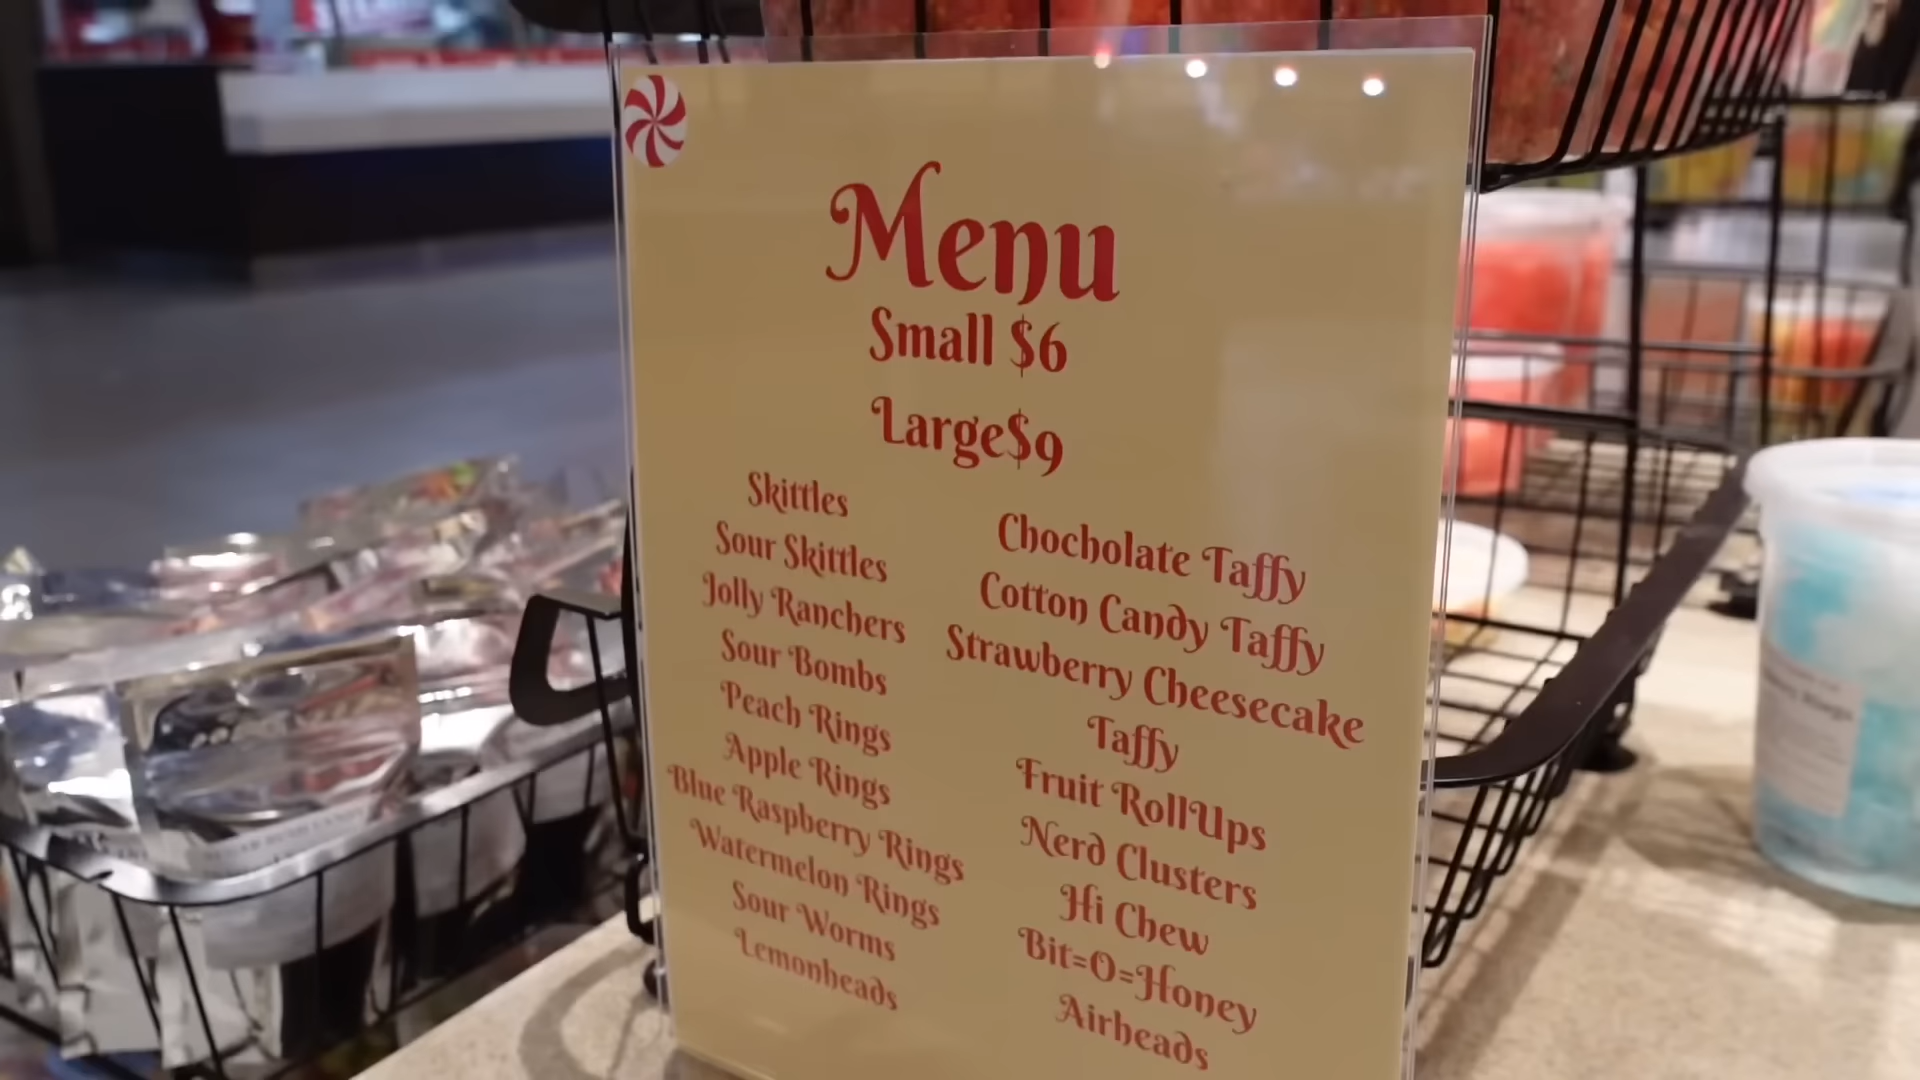 Menu
Small $6
Large$9
Skittles
Sour Skittles
Jolly Ranchers
Sour Bombs
Peach Rings
Apple Rings
Blue Raspberry Rings
Watermelon Rings
Sour Worms
Lemonheads
Chocholate Taffy
Cotton Candy Taffy
Strawberry Cheesecake
Taffy
Fruit RollUps
Nerd Clusters
Hi Chew
Bit=O=Honey
Airheads